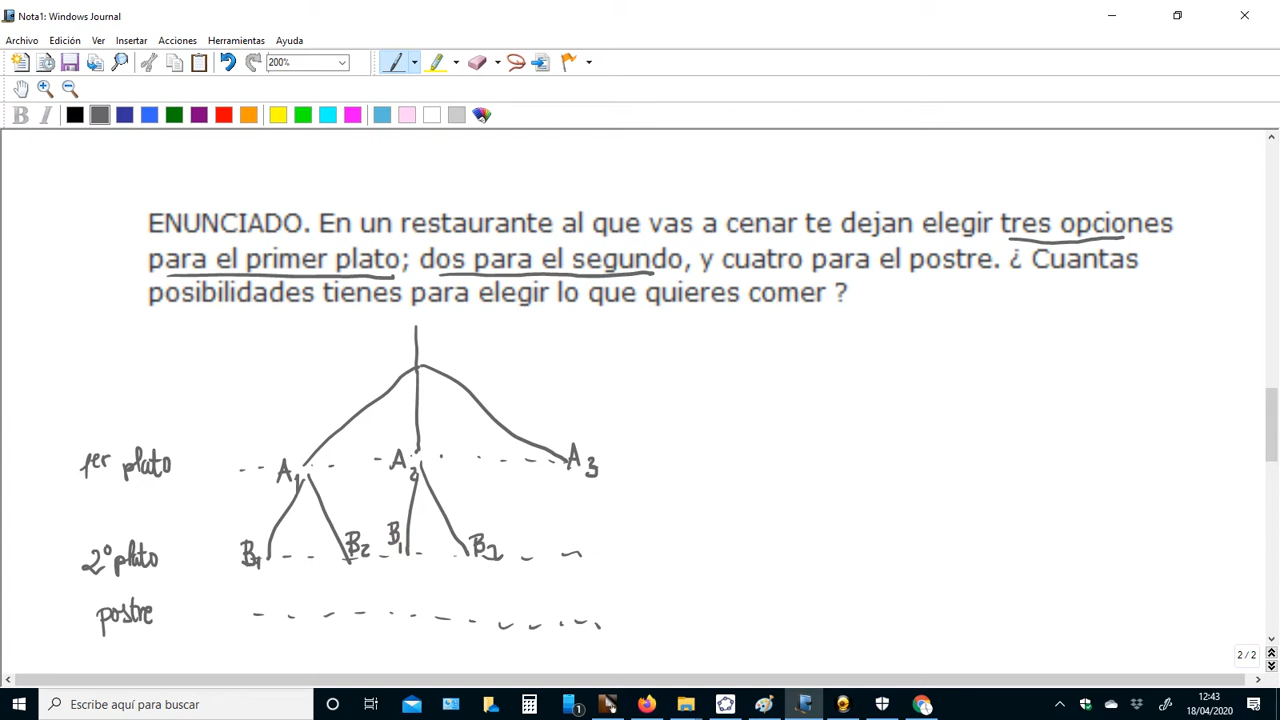 Nota1: Windows Journal
Archivo Edición Ver Insertar Acciones Herramientas Ayuda
200%
B I
ENUNCIADO. En un restaurante al que vas a cenar te dejan elegir tres opciones
para el primer plato; dos para el segundo, y cuatro para el postre. ¿ Cuantas
posibilidades tienes para elegir lo que quieres comer ?
1er plato A1 A2 A3
2º plato B1 B2 B1 B2
postre
2 / 2
Escribe aquí para buscar
1
12:43
18/04/2020